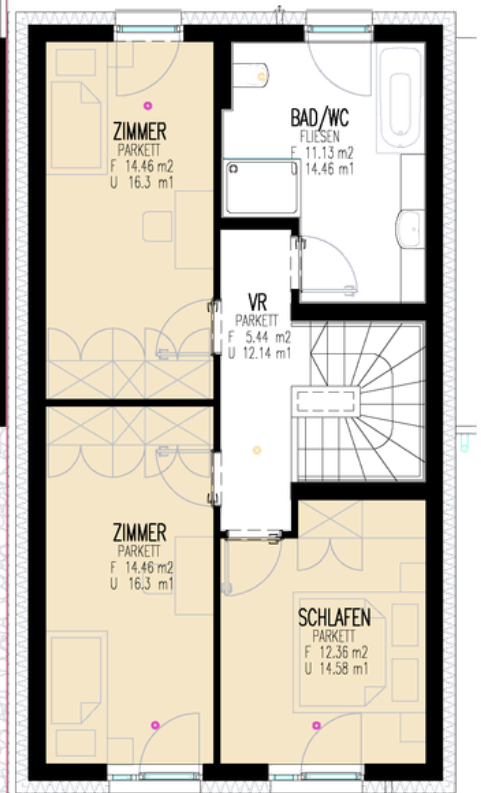 ZIMMER
PARKETT
F 14.46 m2
U 16.3 m1
BAD/WC
FLIESEN
F 11.13 m2
U 14.46 m1
VR
PARKETT
F 5.44 m2
U 12.14 m1
ZIMMER
PARKETT
F 14.46 m2
U 16.3 m1
SCHLAFEN
PARKETT
F 12.36 m2
U 14.58 m1